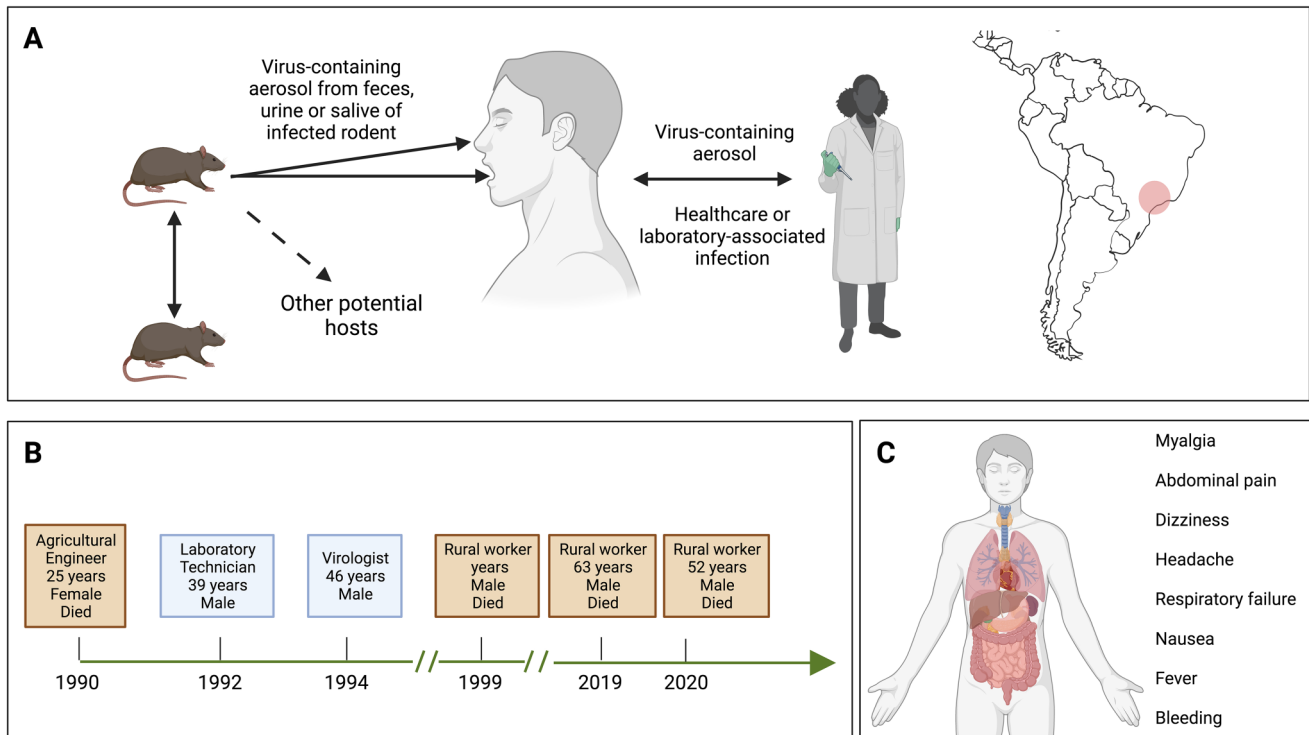 A
Virus-containing
aerosol from feces,
urine or salive of
infected rodent
Other potential
hosts
Virus-containing
aerosol
Healthcare or
laboratory-associated
infection
B
Agricultural
Engineer
25 years
Female
Died
Laboratory
Technician
39 years
Male
Virologist
46 years
Male
Rural worker
years
Male
Died
Rural worker
63 years
Male
Died
Rural worker
52 years
Male
Died
1990
1992
1994
1999
2019
2020
C
Myalgia
Abdominal pain
Dizziness
Headache
Respiratory failure
Nausea
Fever
Bleeding